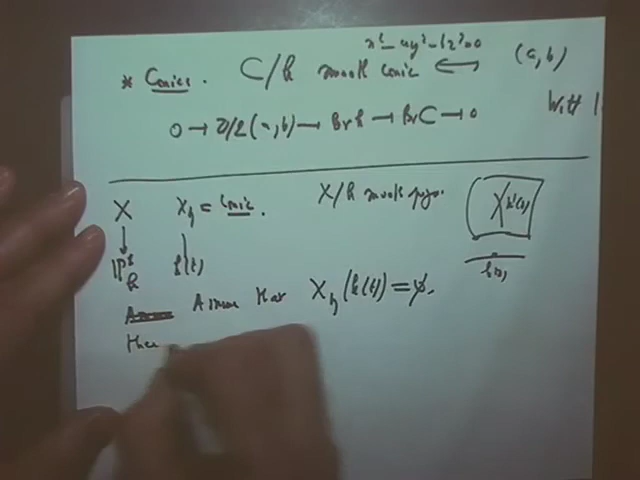 x² - ay² - bz² = 0
* Conics. C/k smooth conic ⟷ (a,b)
0 → Z/2 (a,b) → Br k → Br C → 0 Witt
X X_η = Conic. X/k smooth proj.
↓ |
P¹_k k(t)
Assume that X_η(k(t)) = ∅.
Then